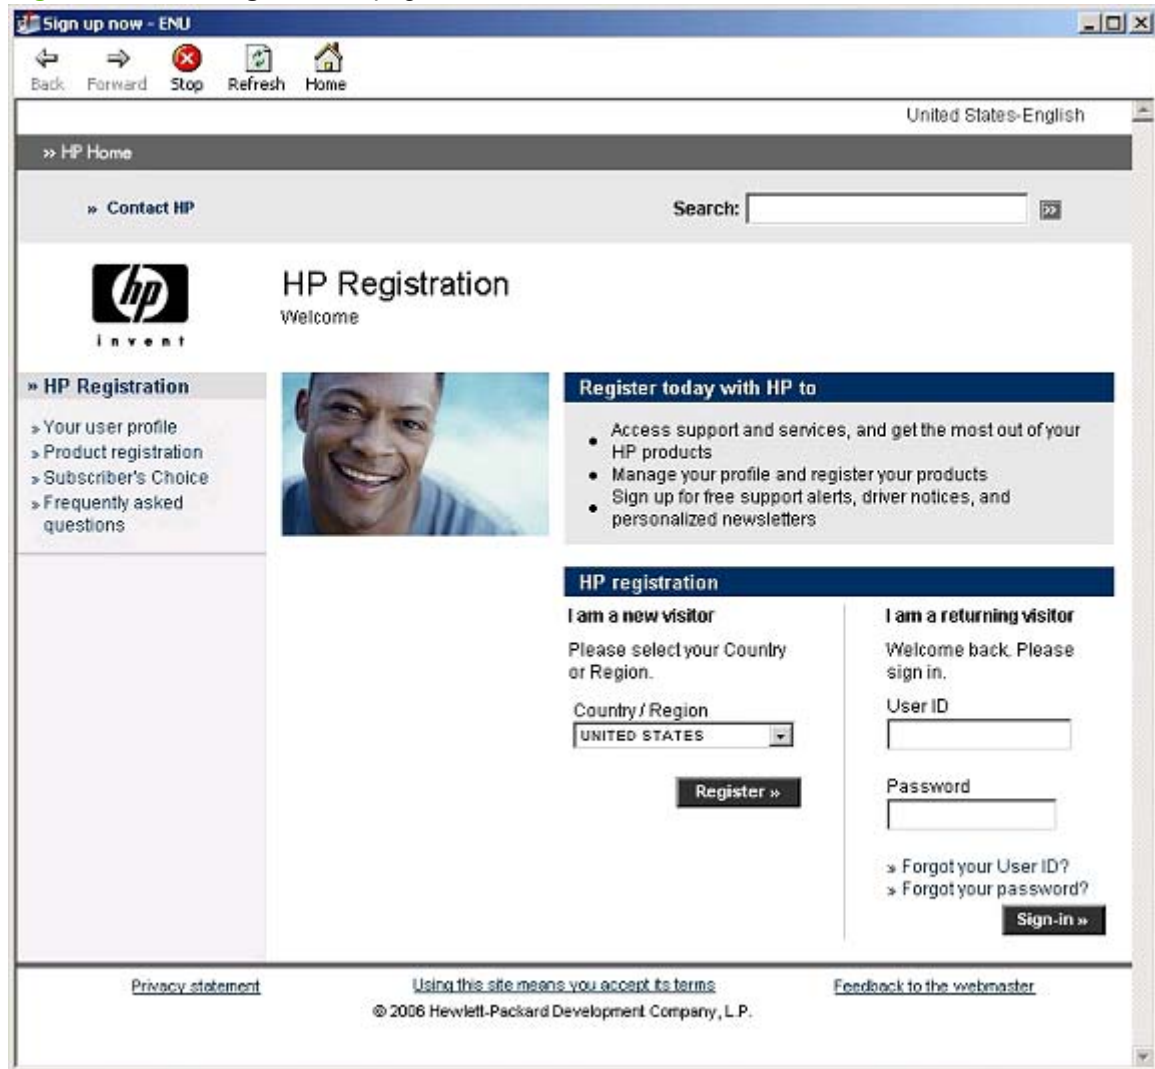 Sign up now - ENU
Back Forward Stop Refresh Home
United States-English
» HP Home
» Contact HP
Search:
hp
invent
HP Registration
Welcome
» HP Registration
» Your user profile
» Product registration
» Subscriber's Choice
» Frequently asked
questions
Register today with HP to
• Access support and services, and get the most out of your
HP products
• Manage your profile and register your products
• Sign up for free support alerts, driver notices, and
personalized newsletters
HP registration
I am a new visitor
Please select your Country
or Region.
Country / Region
UNITED STATES
Register »
I am a returning visitor
Welcome back. Please
sign in.
User ID
Password
» Forgot your User ID?
» Forgot your password?
Sign-in »
Privacy statement
Using this site means you accept its terms
Feedback to the webmaster
© 2006 Hewlett-Packard Development Company, L.P.